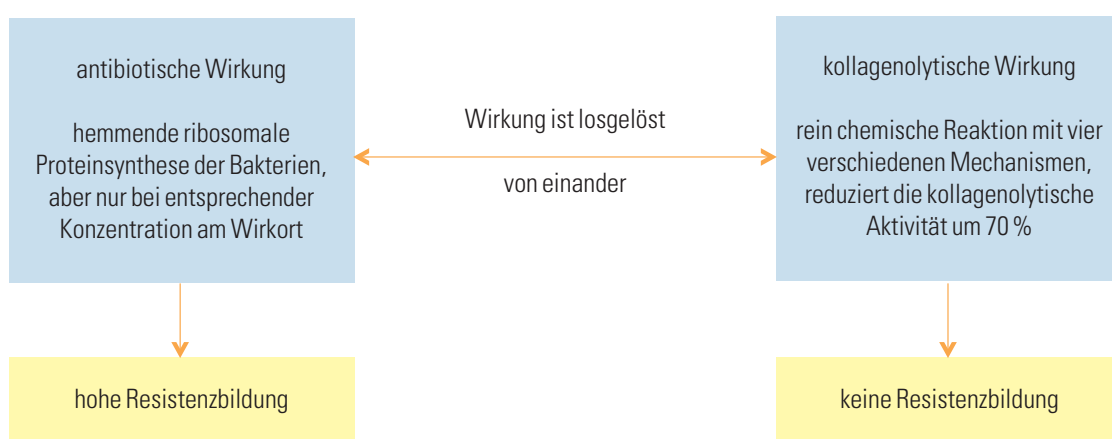 antibiotische Wirkung
hemmende ribosomale
Proteinsynthese der Bakterien,
aber nur bei entsprechender
Konzentration am Wirkort
Wirkung ist losgelöst
von einander
kollagenolytische Wirkung
rein chemische Reaktion mit vier
verschiedenen Mechanismen,
reduziert die kollagenolytische
Aktivität um 70 %
hohe Resistenzbildung
keine Resistenzbildung